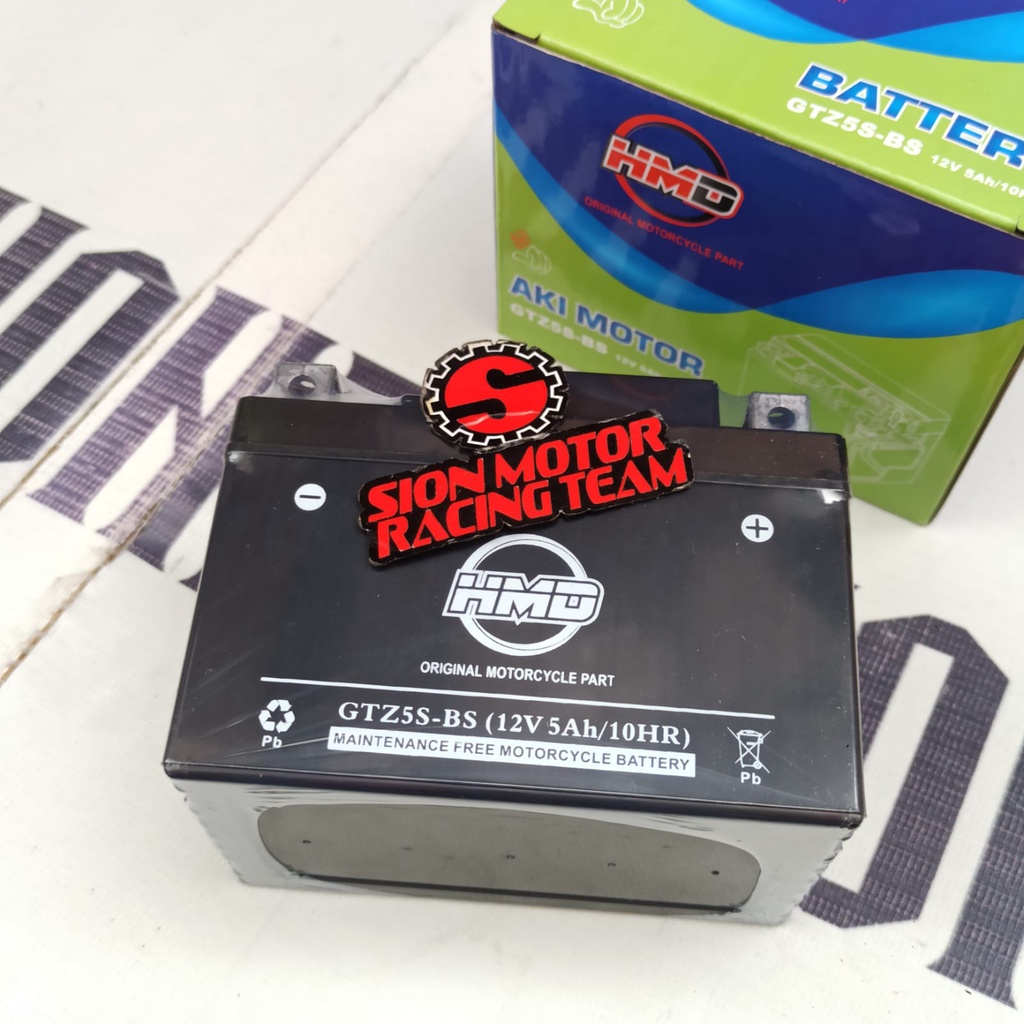 BATTER
GTZ5S-BS 12V 5Ah/10H
HMD
ORIGINAL MOTORCYCLE PART
AKI MOTOR
GTZ5S-BS 12V
S
SION MOTOR
RACING TEAM
HMD
ORIGINAL MOTORCYCLE PART
GTZ5S-BS (12V 5Ah/10HR)
MAINTENANCE FREE MOTORCYCLE BATTERY
Pb
Pb